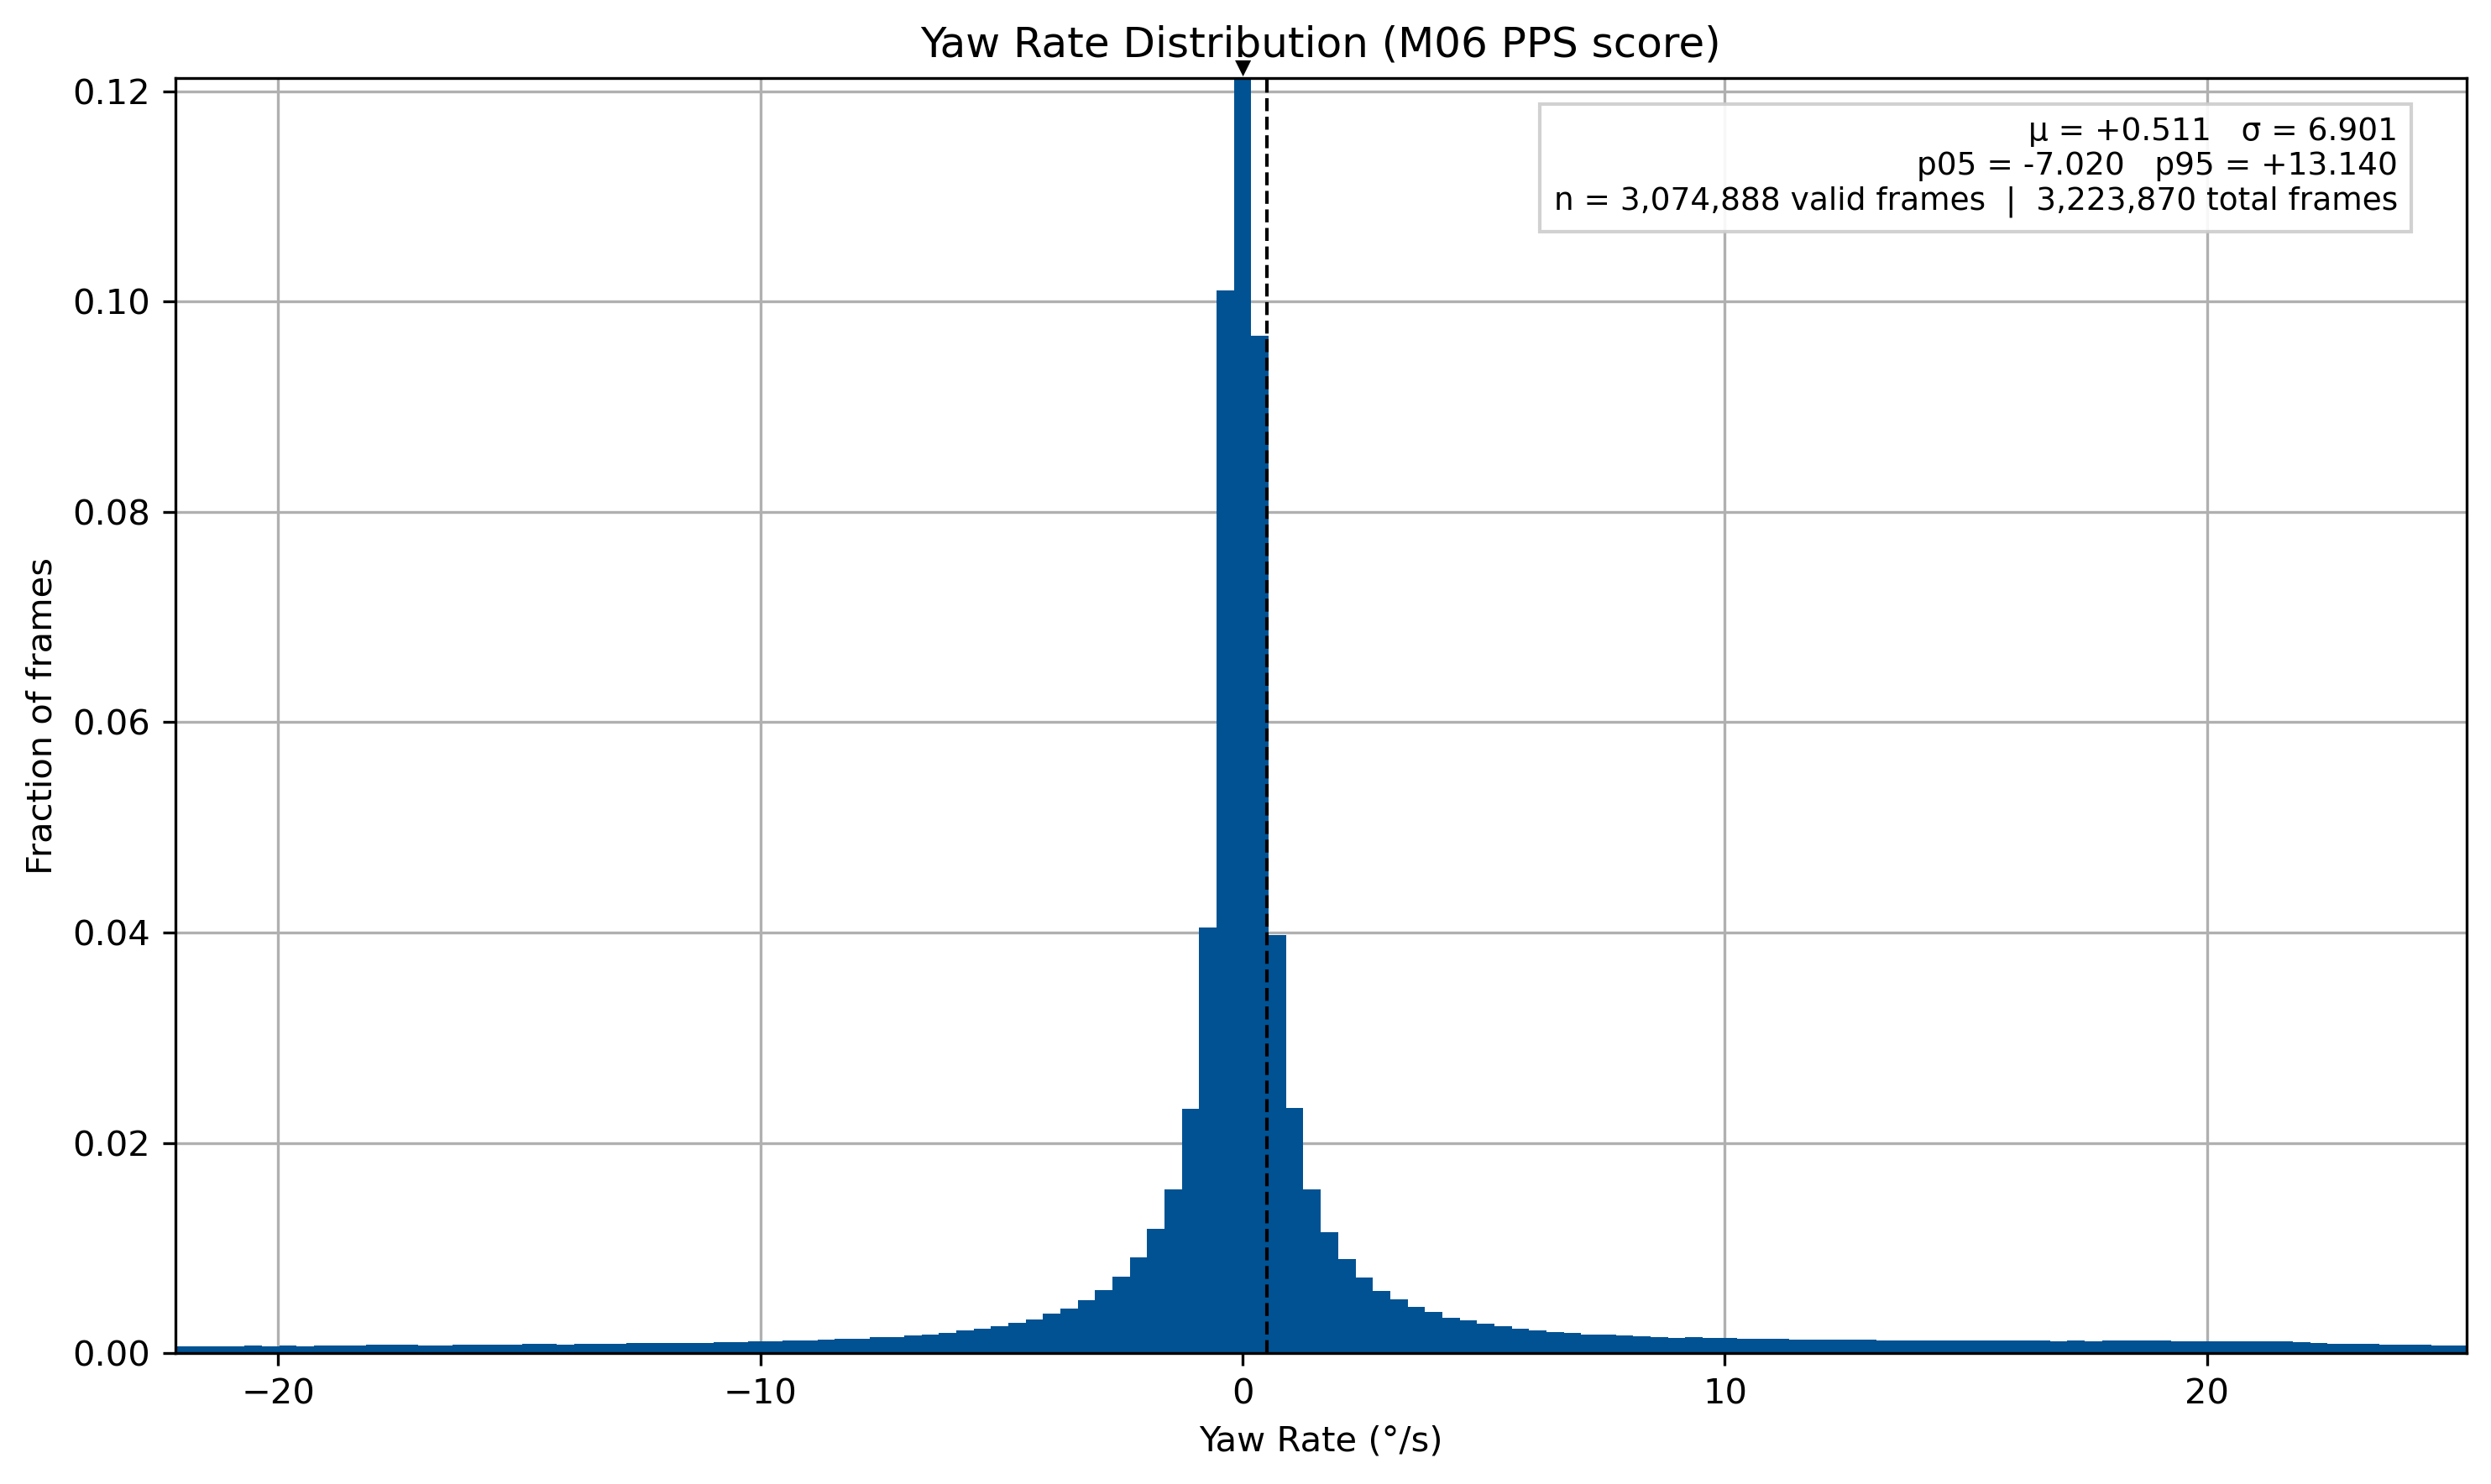 Yaw Rate Distribution (M06 PPS score)
µ = +0.511   σ = 6.901
p05 = -7.020   p95 = +13.140
n = 3,074,888 valid frames  |  3,223,870 total frames
0.12
0.10
0.08
0.06
0.04
0.02
0.00
Fraction of frames
−20
−10
0
10
20
Yaw Rate (°/s)